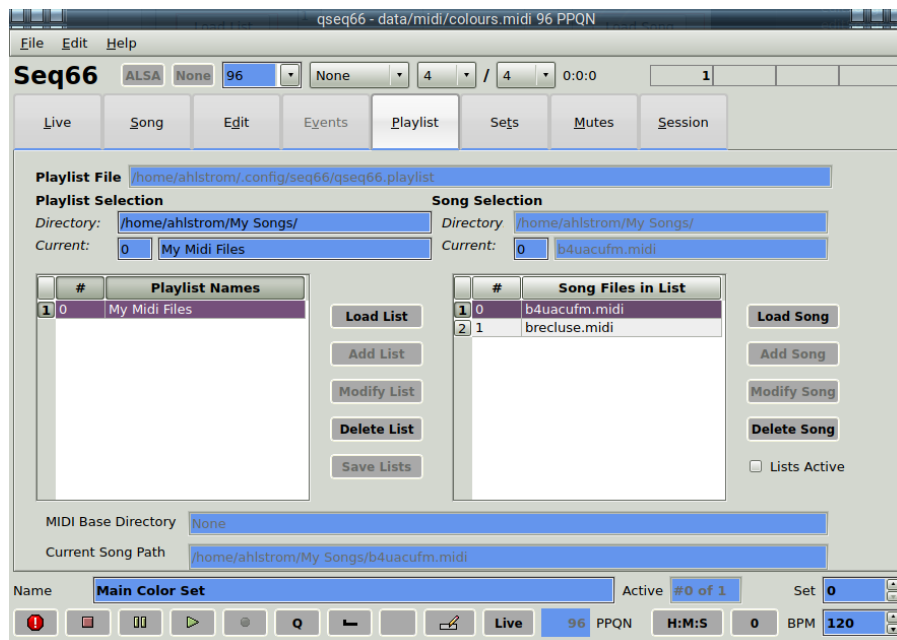 qseq66 - data/midi/colours.midi 96 PPQN
File Edit Help
Seq66 ALSA None 96 None 4 / 4 0:0:0 1
Live Song Edit Events Playlist Sets Mutes Session
Playlist File /home/ahlstrom/.config/seq66/qseq66.playlist
Playlist Selection Song Selection
Directory: /home/ahlstrom/My Songs/ Directory /home/ahlstrom/My Songs/
Current: 0 My Midi Files Current: 0 b4uacufm.midi
# Playlist Names # Song Files in List
1 0 My Midi Files 1 0 b4uacufm.midi
Load List Load Song
2 1 brecluse.midi
Add List Add Song
Modify List Modify Song
Delete List Delete Song
Save Lists Lists Active
MIDI Base Directory None
Current Song Path /home/ahlstrom/My Songs/b4uacufm.midi
Name Main Color Set Active #0 of 1 Set 0
Q Live 96 PPQN H:M:S 0 BPM 120